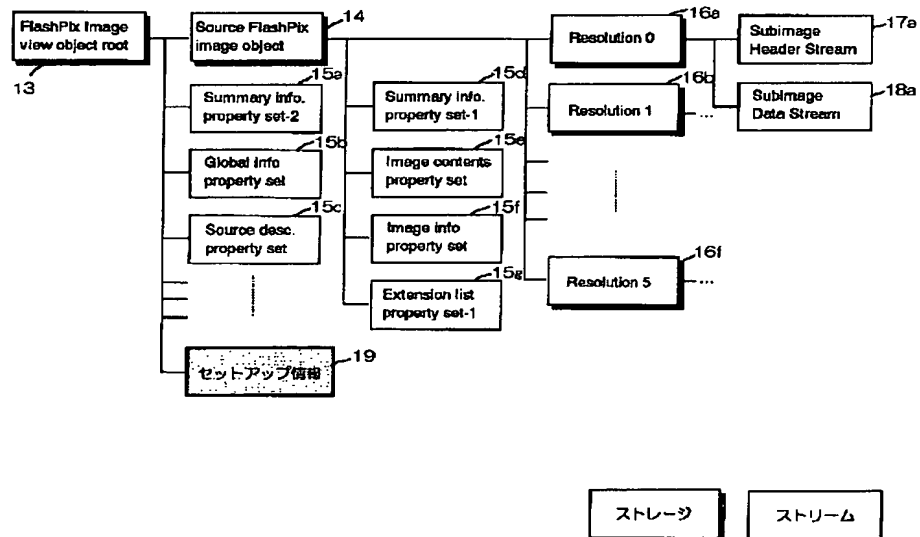 FlashPix Image
view object root
13
Source FlashPix
image object
14
15a
Summary info.
property set-2
15b
Global info
property set
15c
Source desc.
property set
19
セットアップ情報
15d
Summary info.
property set-1
15e
Image contents
property set
15f
Image info
property set
15g
Extension list
property set-1
16a
Resolution 0
16b
Resolution 1
...
16f
Resolution 5
...
17a
Subimage
Header Stream
18a
Subimage
Data Stream
ストレージ
ストリーム